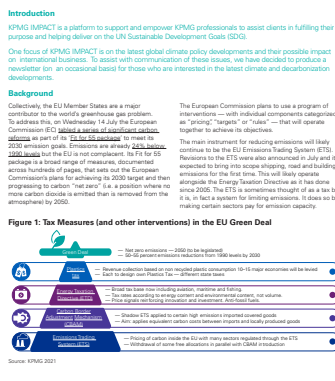 Introduction
KPMG IMPACT is a platform to support and empower KPMG professionals to assist clients in fulfilling their
purpose and helping deliver on the UN Sustainable Development Goals (SDG).
One focus of KPMG IMPACT is on the latest global climate policy developments and their possible impact
on international business. To assist with communication of these issues, we have decided to produce a
newsletter (on an occasional basis) for those who are interested in the latest climate and decarbonization
developments.
Background
Collectively, the EU Member States are a major
contributor to the world's greenhouse gas problem.
To address this, on Wednesday 14 July the European
Commission (EC) tabled a series of significant carbon
reforms as part of its 'Fit for 55 package' to meet its
2030 emission goals. Emissions are already 24% below
1990 levels but the EU is not complacent. Its Fit for 55
package is a broad range of measures, documented
across hundreds of pages, that sets out the European
Commission's plans for achieving its 2030 target and then
progressing to carbon "net zero" (i.e. a position where no
more carbon dioxide is emitted than is removed from the
atmosphere) by 2050.
The European Commission plans to use a program of
interventions — with individual components categorized
as "pricing," "targets" or "rules" — that will operate
together to achieve its objectives.
The main instrument for reducing emissions will likely
continue to be the EU Emissions Trading System (ETS).
Revisions to the ETS were also announced in July and it
expected to bring into scope shipping, road and building
emissions for the first time. This will likely operate
alongside the Energy Taxation Directive as it has done
since 2005. The ETS is sometimes thought of as a tax b
it is, in fact a system for limiting emissions. It does so b
making certain sectors pay for emission capacity.
Figure 1: Tax Measures (and other interventions) in the EU Green Deal
Green Deal
— Net zero emissions — 2050 (to be legislated)
— 50–55 percent emissions reductions from 1990 levels by 2030
Plastics
tax
— Revenue collection based on non recycled plastic consumption 10–15 major economies will be levied
— Each to design own Plastics Tax — different state taxes
Energy Taxation
Directive (ETD)
— Broad tax base now including aviation, maritime and fishing.
— Tax rates according to energy content and environmental content, not volume.
— Price signals reinforcing innovation and investment. Anti-fossil fuels.
Carbon Border
Adjustment Mechanism
(CBAM)
— Shadow ETS applied to certain high emissions imported goods
— Aim: applies equivalent carbon costs between imports and locally produced goods
Emissions Trading
System (ETS)
— Pricing of carbon inside the EU with many sectors regulated through the ETS
— Withdrawal of some free allocations in parallel with CBAM introduction
Source: KPMG 2021